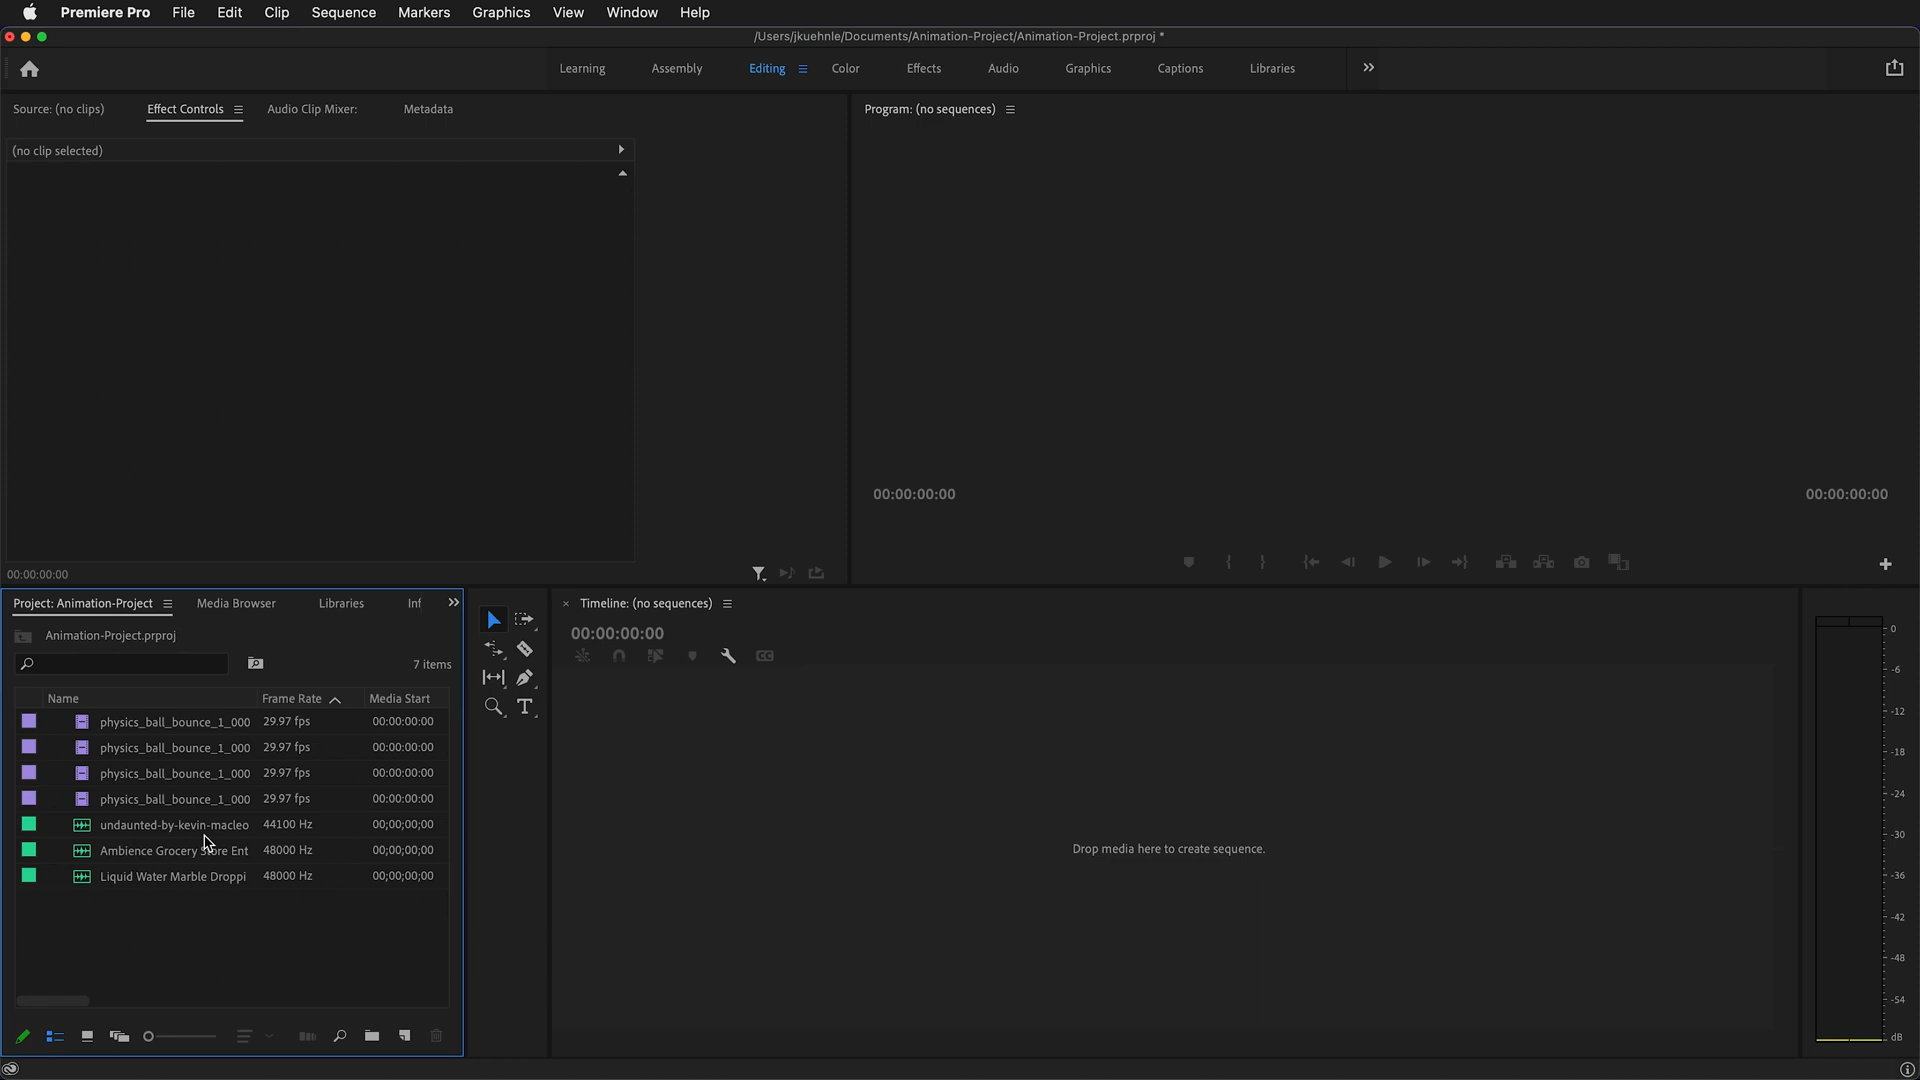 Premiere Pro File Edit Clip Sequence Markers Graphics View Window Help
/Users/jkuehnle/Documents/Animation-Project/Animation-Project.prproj *
Learning Assembly Editing Color Effects Audio Graphics Captions Libraries
Source: (no clips) Effect Controls Audio Clip Mixer: Metadata
Program: (no sequences)
(no clip selected)
00:00:00:00 00:00:00:00
00:00:00:00
Project: Animation-Project Media Browser Libraries Inf
Animation-Project.prproj
7 items
Name Frame Rate Media Start
physics_ball_bounce_1_000 29.97 fps 00:00:00:00
physics_ball_bounce_1_000 29.97 fps 00:00:00:00
physics_ball_bounce_1_000 29.97 fps 00:00:00:00
physics_ball_bounce_1_000 29.97 fps 00:00:00:00
undaunted-by-kevin-macleo 44100 Hz 00;00;00;00
Ambience Grocery Store Ent 48000 Hz 00;00;00;00
Liquid Water Marble Droppi 48000 Hz 00;00;00;00
Timeline: (no sequences)
00:00:00:00
CC
T
Drop media here to create sequence.
0
-6
-12
-18
-24
-30
-36
-42
-48
-54
dB